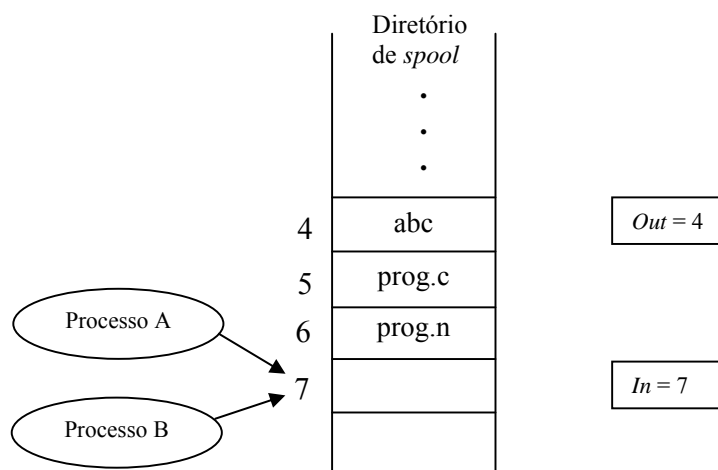 Diretório
de spool
4 abc Out = 4
5 prog.c
Processo A
6 prog.n
7 In = 7
Processo B